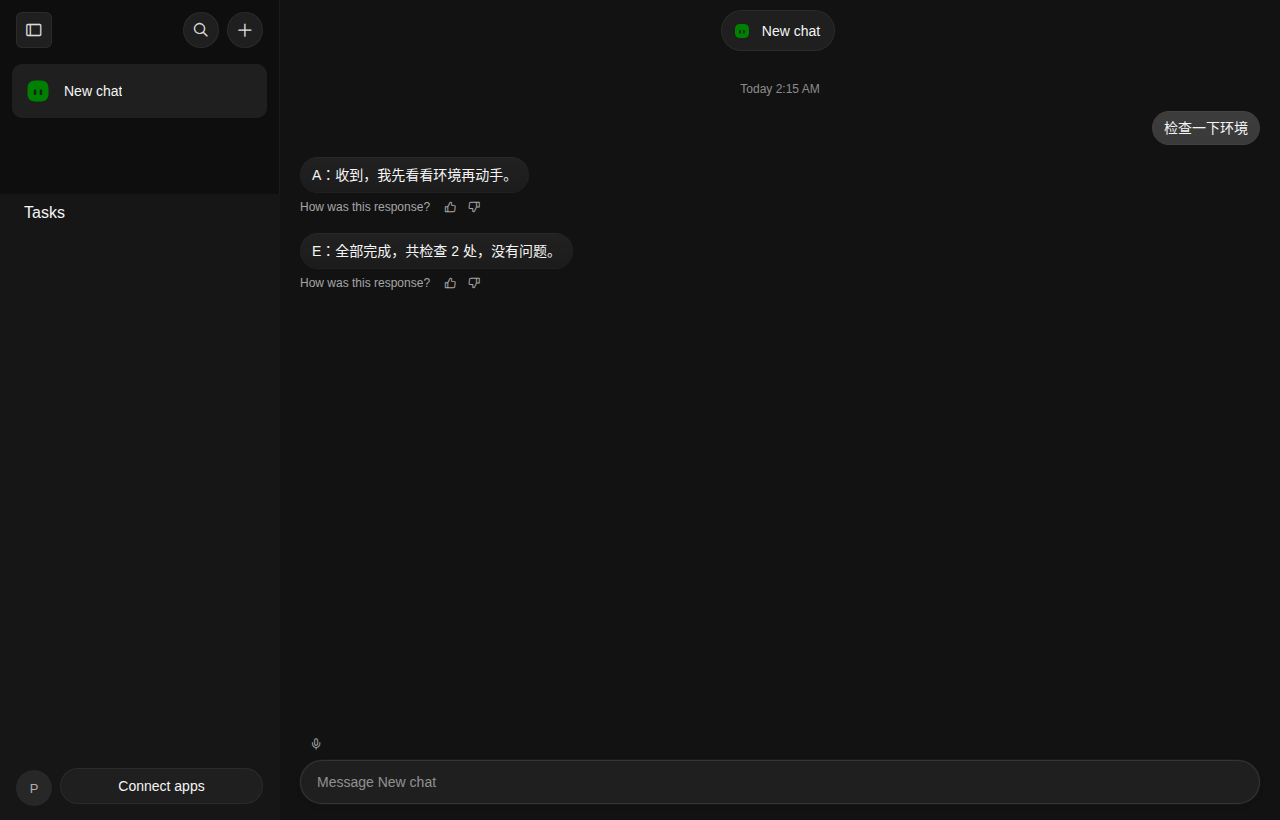 New chat
New chat
Today 2:15 AM
检查一下环境
A：收到，我先看看环境再动手。
How was this response?
E：全部完成，共检查 2 处，没有问题。
How was this response?
Tasks
P
Connect apps
Message New chat